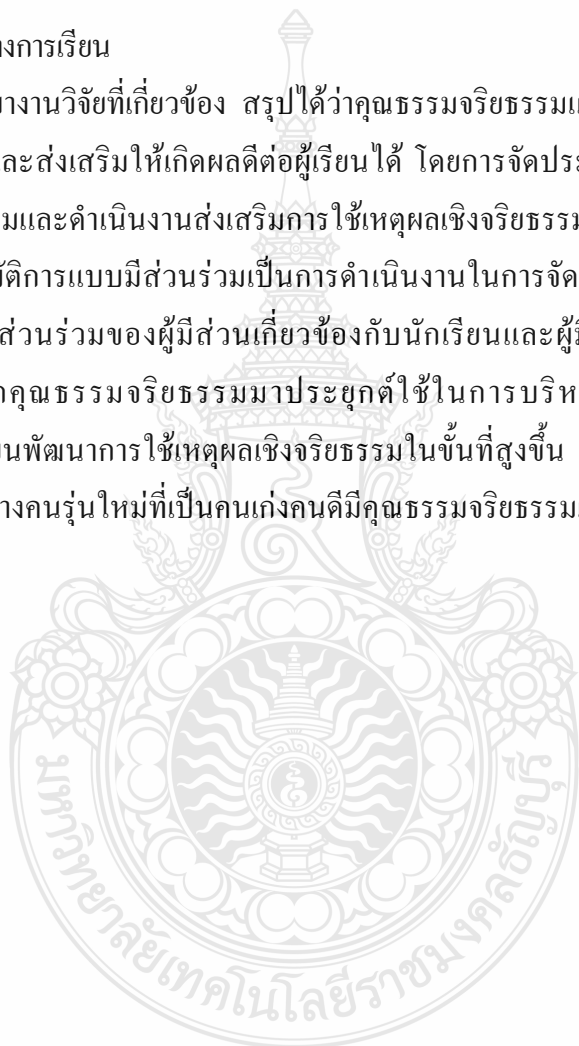 งการเรียน
างานวิจัยที่เกี่ยวข้อง สรุปได้ว่าคุณธรรมจริยธรรมแ
ละส่งเสริมให้เกิดผลดีต่อผู้เรียนได้ โดยการจัดประ
มและดำเนินงานส่งเสริมการใช้เหตุผลเชิงจริยธรรม
ัติการแบบมีส่วนร่วมเป็นการดำเนินงานในการจัด
ส่วนร่วมของผู้มีส่วนเกี่ยวข้องกับนักเรียนและผู้มี
คุณธรรมจริยธรรมมาประยุกต์ใช้ในการบริห
นพัฒนาการใช้เหตุผลเชิงจริยธรรมในขั้นที่สูงขึ้น
างคนรุ่นใหม่ที่เป็นคนเก่งคนดีมีคุณธรรมจริยธรรม
มหาวิทยาลัยเทคโนโลยีราชมงคลธัญบุรี